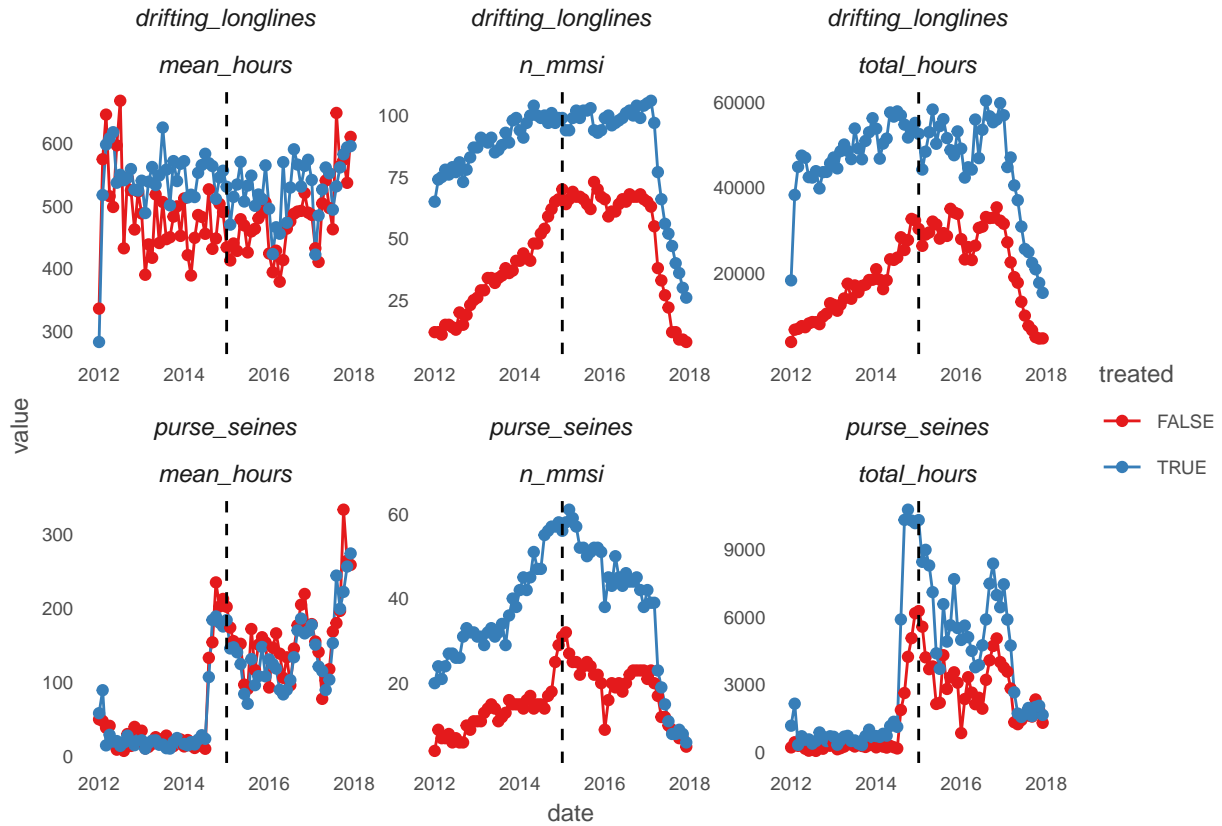 drifting_longlines drifting_longlines drifting_longlines
mean_hours n_mmsi total_hours
600
500
400
300
100
75
50
25
60000
40000
20000
2012 2014 2016 2018 2012 2014 2016 2018 2012 2014 2016 2018
value
purse_seines purse_seines purse_seines
mean_hours n_mmsi total_hours
300
200
100
0
60
40
20
9000
6000
3000
0
2012 2014 2016 2018 2012 2014 2016 2018 2012 2014 2016 2018
date
treated
FALSE
TRUE